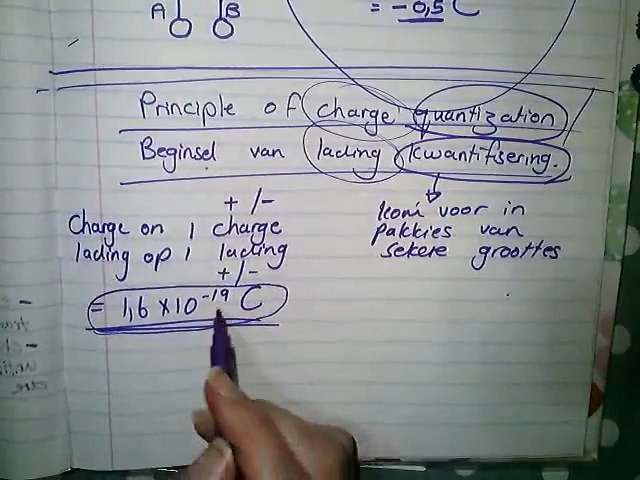 A B
= -0,5 C
Principle of charge quantization
Beginsel van lading kwantifisering.
+/-
Charge on 1 charge
lading op 1 lading
+/-
= 1,6 x 10⁻¹⁹ C
kom voor in
pakkies van
sekere groottes